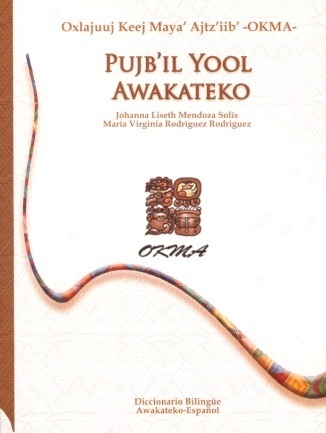 Oxlajuuj Keej Maya' Ajtz'iib' -OKMA-
PUJB'IL YOOL
AWAKATEKO
Johanna Liseth Mendoza Solís
María Virginia Rodríguez Rodríguez
OKMA
Diccionario Bilingüe
Awakateko-Español